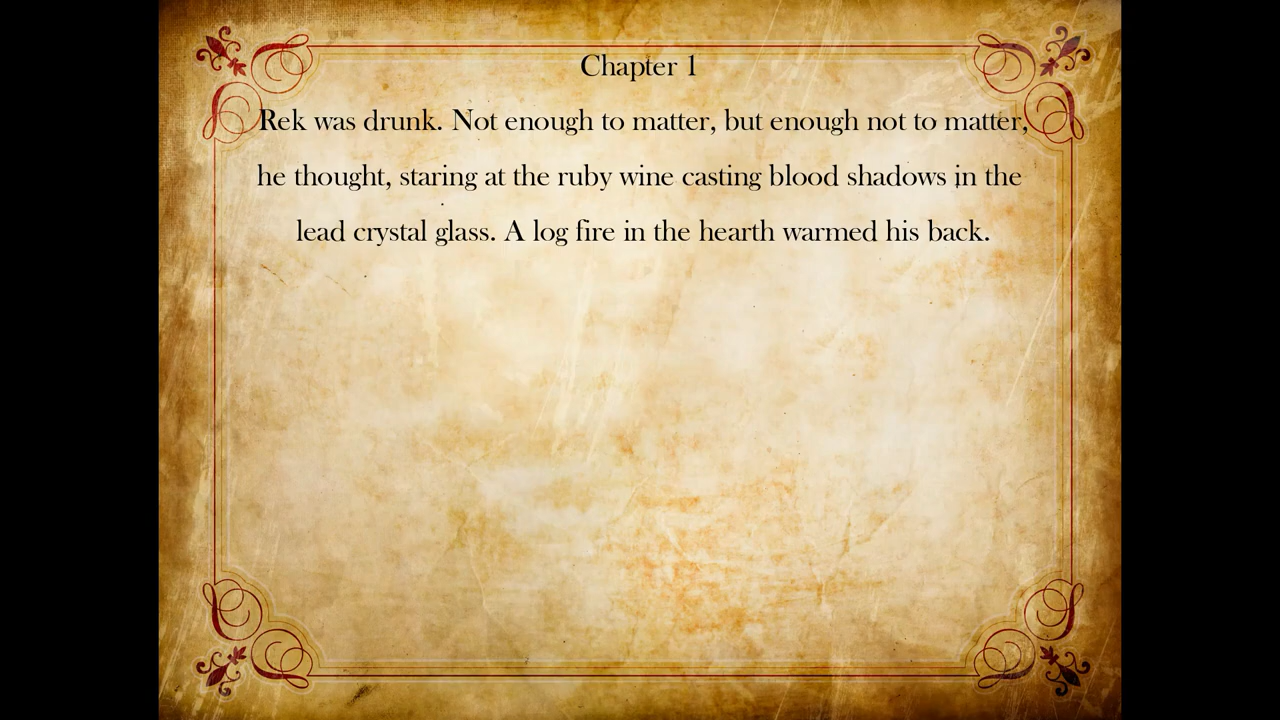 Chapter 1
Rek was drunk. Not enough to matter, but enough not to matter,
he thought, staring at the ruby wine casting blood shadows in the
lead crystal glass. A log fire in the hearth warmed his back.